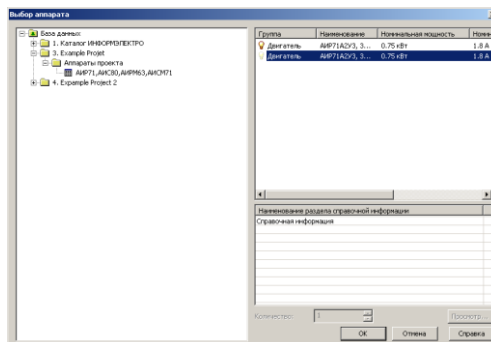 Выбор аппарата
База данных
1. Каталог ИНФОРМЭЛЕКТРО
3. Example Projet
Аппараты проекта
АИР71,АИС80,АИРМ63,АИСМ71
4. Expample Project 2
Группа Наименование Номинальная мощность
Двигатель АИР71А2У3, 3... 0.75 кВт 1.8 А
Двигатель АИР71А2У3, 3... 0.75 кВт 1.8 А
Наименование раздела справочной информации
Справочная информация
Количество: 1 Просмотр...
ОК Отмена Справка